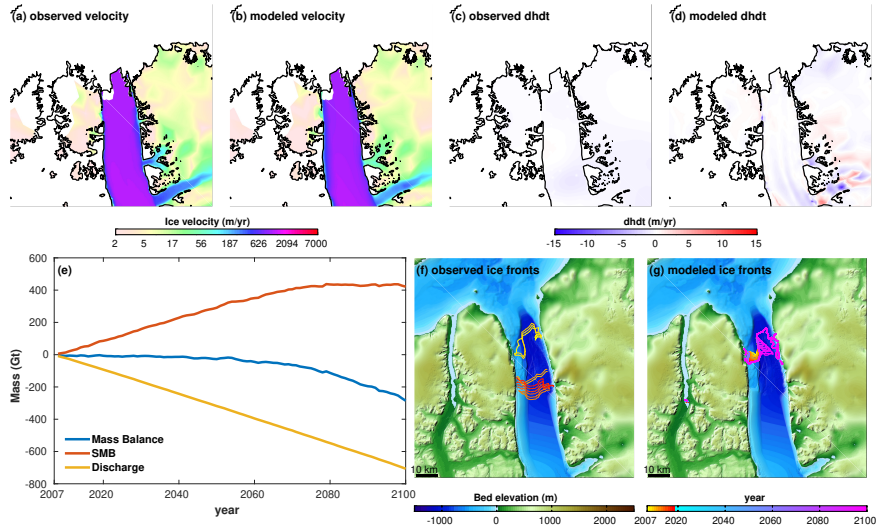 (a) observed velocity
(b) modeled velocity
(c) observed dhdt
(d) modeled dhdt
Ice velocity (m/yr)
2 5 17 56 187 626 2094 7000
dhdt (m/yr)
-15 -10 -5 0 5 10 15
(e)
600
400
200
0
-200
-400
-600
-800
Mass (Gt)
Mass Balance
SMB
Discharge
2007 2020 2040 2060 2080 2100
year
(f) observed ice fronts
10 km
(g) modeled ice fronts
10 km
Bed elevation (m)
-1000 0 1000 2000
year
2007 2020 2040 2060 2080 2100